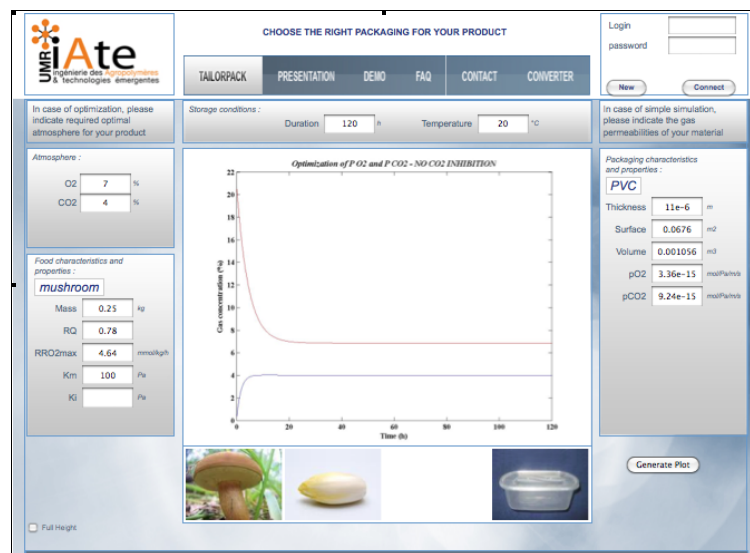 UMR
iAte
ingénierie des Agropolymères
& technologies émergentes
CHOOSE THE RIGHT PACKAGING FOR YOUR PRODUCT
TAILORPACK PRESENTATION DEMO FAQ CONTACT CONVERTER
Login
password
New Connect
In case of optimization, please
indicate required optimal
atmosphere for your product
Storage conditions :
Duration 120 h Temperature 20 °C
In case of simple simulation,
please indicate the gas
permeabilities of your material
Atmosphere :
O2 7 %
CO2 4 %
Food characteristics and
properties :
mushroom
Mass 0.25 kg
RQ 0.78
RRO2max 4.64 mmol/kg/h
Km 100 Pa
Ki Pa
Optimization of P O2 and P CO2 - NO CO2 INHIBITION
Gas concentration (%)
22
20
18
16
14
12
10
8
6
4
2
0
0 20 40 60 80 100 120
Time (h)
Packaging characteristics
and properties :
PVC
Thickness 11e-6 m
Surface 0.0676 m2
Volume 0.001056 m3
pO2 3.36e-15 mol/Pa/m/s
pCO2 9.24e-15 mol/Pa/m/s
Generate Plot
Full Height